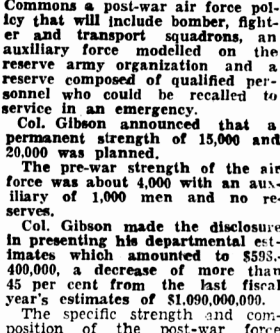 Commons a post-war air force pol-
icy that will include bomber, fight-
er and transport squadrons, an
auxiliary force modelled on the
reserve army organization and a
reserve composed of qualified per-
sonnel who could be recalled to
service in an emergency.
Col. Gibson announced that a
permanent strength of 15,000 and
20,000 was planned.
The pre-war strength of the air
force was about 4,000 with an aux-
iliary of 1,000 men and no re-
serves.
Col. Gibson made the disclosure
in presenting his departmental est-
imates which amounted to $593,-
400,000, a decrease of more than
45 per cent from the last fiscal
year's estimates of $1,090,000,000.
The specific strength and com-
position of the post-war forc-